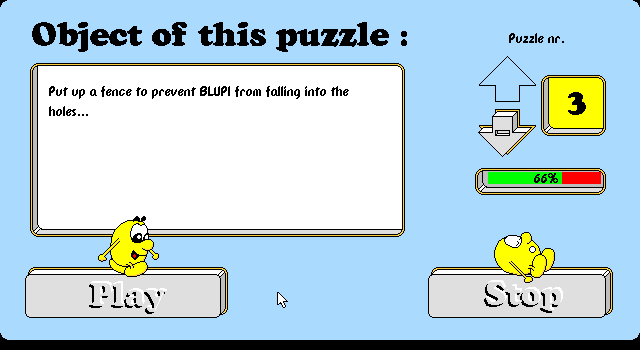 Object of this puzzle :
Puzzle nr.
Put up a fence to prevent BLUPI from falling into the
holes...
3
66%
Play
Stop